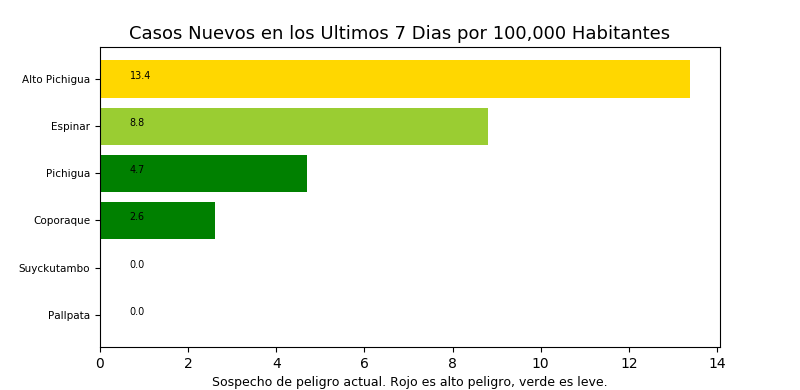 Casos Nuevos en los Ultimos 7 Dias por 100,000 Habitantes
Alto Pichigua 13.4
Espinar 8.8
Pichigua 4.7
Coporaque 2.6
Suyckutambo 0.0
Pallpata 0.0
0 2 4 6 8 10 12 14
Sospecho de peligro actual. Rojo es alto peligro, verde es leve.